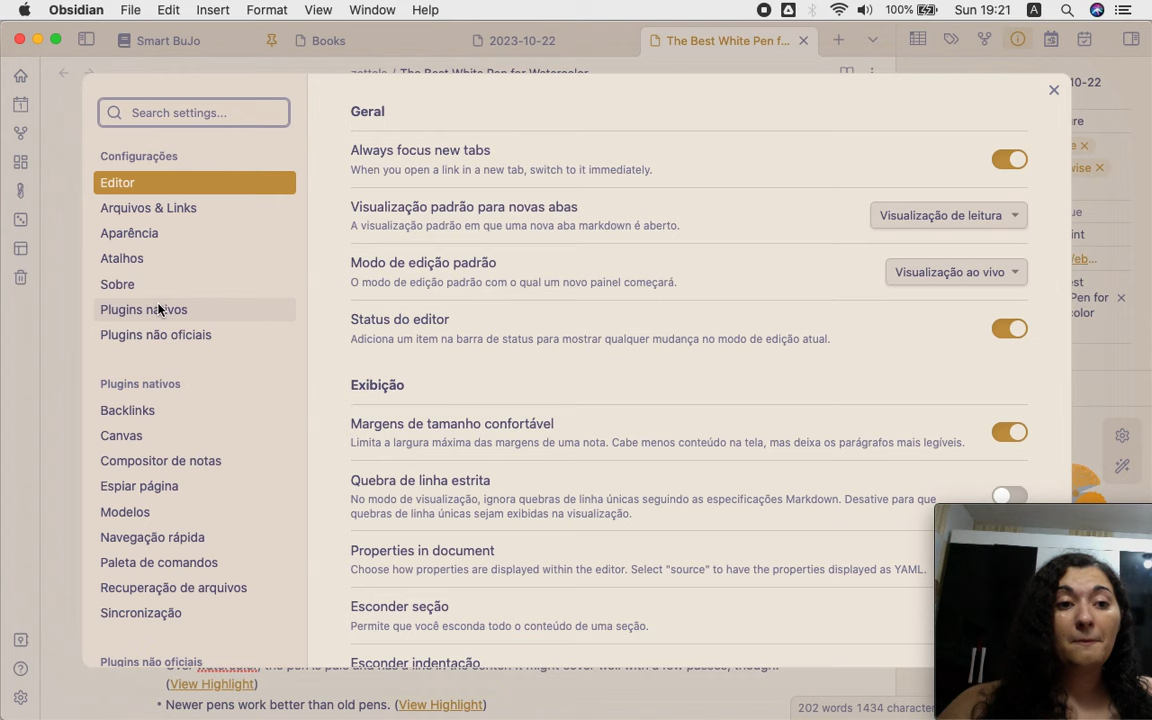 Obsidian File Edit Insert Format View Window Help 100% Sun 19:21 A
Smart BuJo Books 2023-10-22 The Best White Pen f...
zettels / The Best White Pen for Watercolor 10-22
Search settings...
Configurações
Editor
Arquivos & Links
Aparência
Atalhos
Sobre
Plugins nativos
Plugins não oficiais
Plugins nativos
Backlinks
Canvas
Compositor de notas
Espiar página
Modelos
Navegação rápida
Paleta de comandos
Recuperação de arquivos
Sincronização
Plugins não oficiais
Geral
Always focus new tabs
When you open a link in a new tab, switch to it immediately.
Visualização padrão para novas abas
A visualização padrão em que uma nova aba markdown é aberto.
Visualização de leitura
Modo de edição padrão
O modo de edição padrão com o qual um novo painel começará.
Visualização ao vivo
Status do editor
Adiciona um item na barra de status para mostrar qualquer mudança no modo de edição atual.
Exibição
Margens de tamanho confortável
Limita a largura máxima das margens de uma nota. Cabe menos conteúdo na tela, mas deixa os parágrafos mais legíveis.
Quebra de linha estrita
No modo de visualização, ignora quebras de linha únicas seguindo as especificações Markdown. Desative para que
quebras de linha únicas sejam exibidas na visualização.
Properties in document
Choose how properties are displayed within the editor. Select "source" to have the properties displayed as YAML.
Esconder seção
Permite que você esconda todo o conteúdo de uma seção.
Esconder indentação
Pen for
(View Highlight)
• Newer pens work better than old pens. (View Highlight)
202 words 1434 character